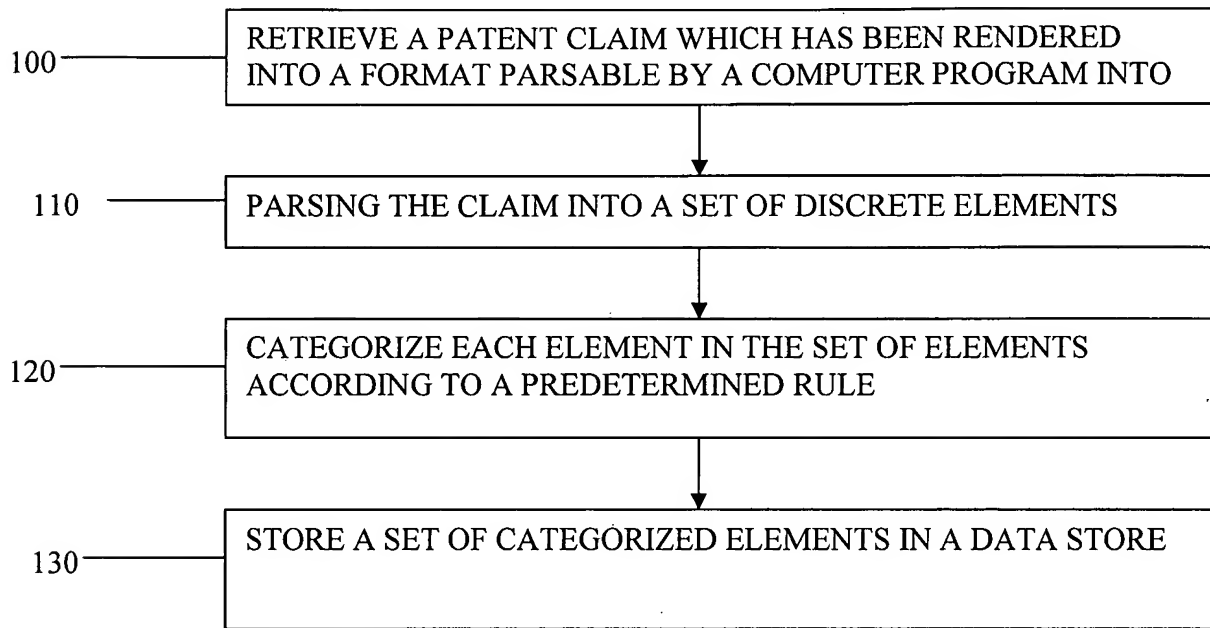 100
RETRIEVE A PATENT CLAIM WHICH HAS BEEN RENDERED
INTO A FORMAT PARSABLE BY A COMPUTER PROGRAM INTO
110
PARSING THE CLAIM INTO A SET OF DISCRETE ELEMENTS
120
CATEGORIZE EACH ELEMENT IN THE SET OF ELEMENTS
ACCORDING TO A PREDETERMINED RULE
130
STORE A SET OF CATEGORIZED ELEMENTS IN A DATA STORE